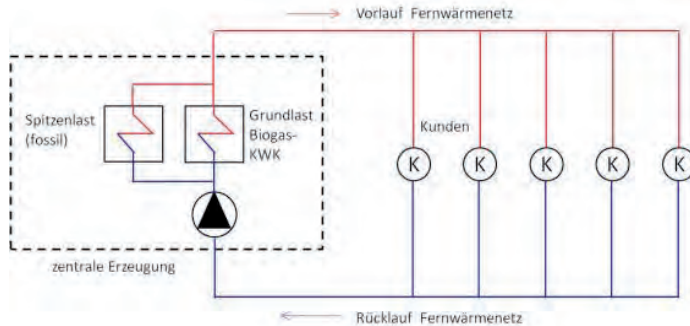 Vorlauf Fernwärmenetz
Spitzenlast
(fossil)
Grundlast
Biogas-
KWK
Kunden
K K K K K
zentrale Erzeugung
Rücklauf Fernwärmenetz